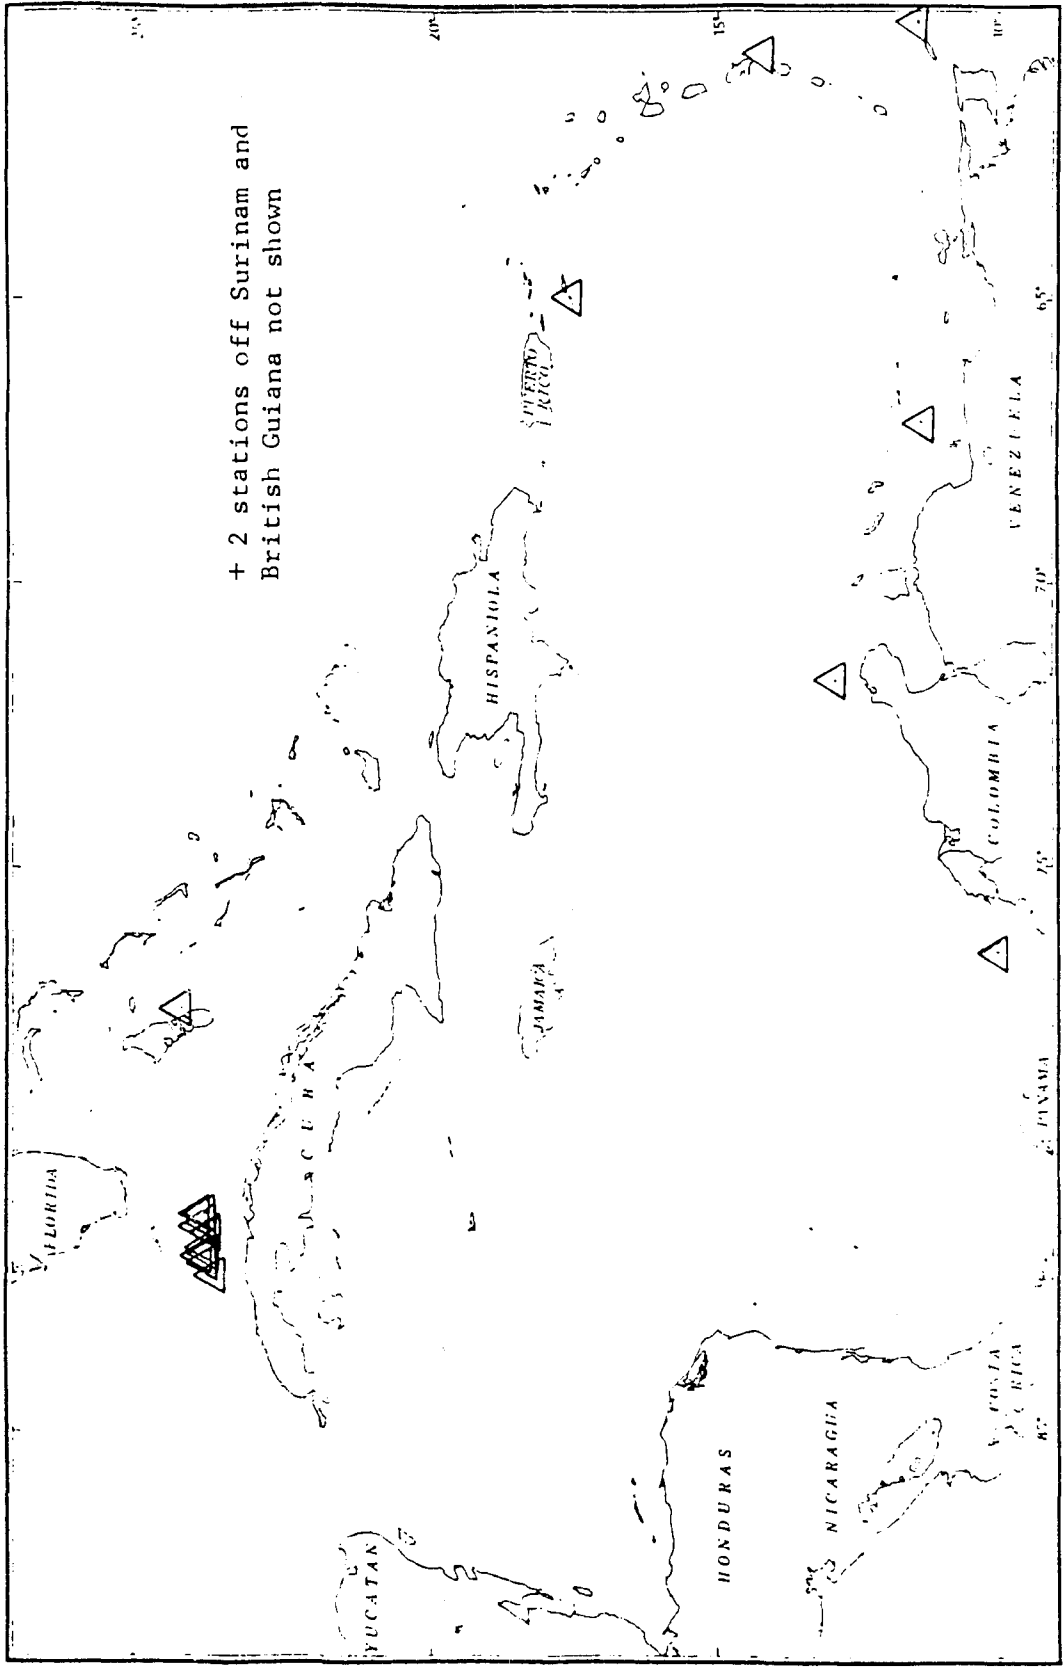 + 2 stations off Surinam and
British Guiana not shown
FLORIDA
CUBA
YUCATAN
JAMAICA
HISPANIOLA
PUERTO
RICO
HONDURAS
NICARAGUA
COSTA
RICA
PANAMA
COLOMBIA
VENEZUELA
20°
15°
10°
65°
70°